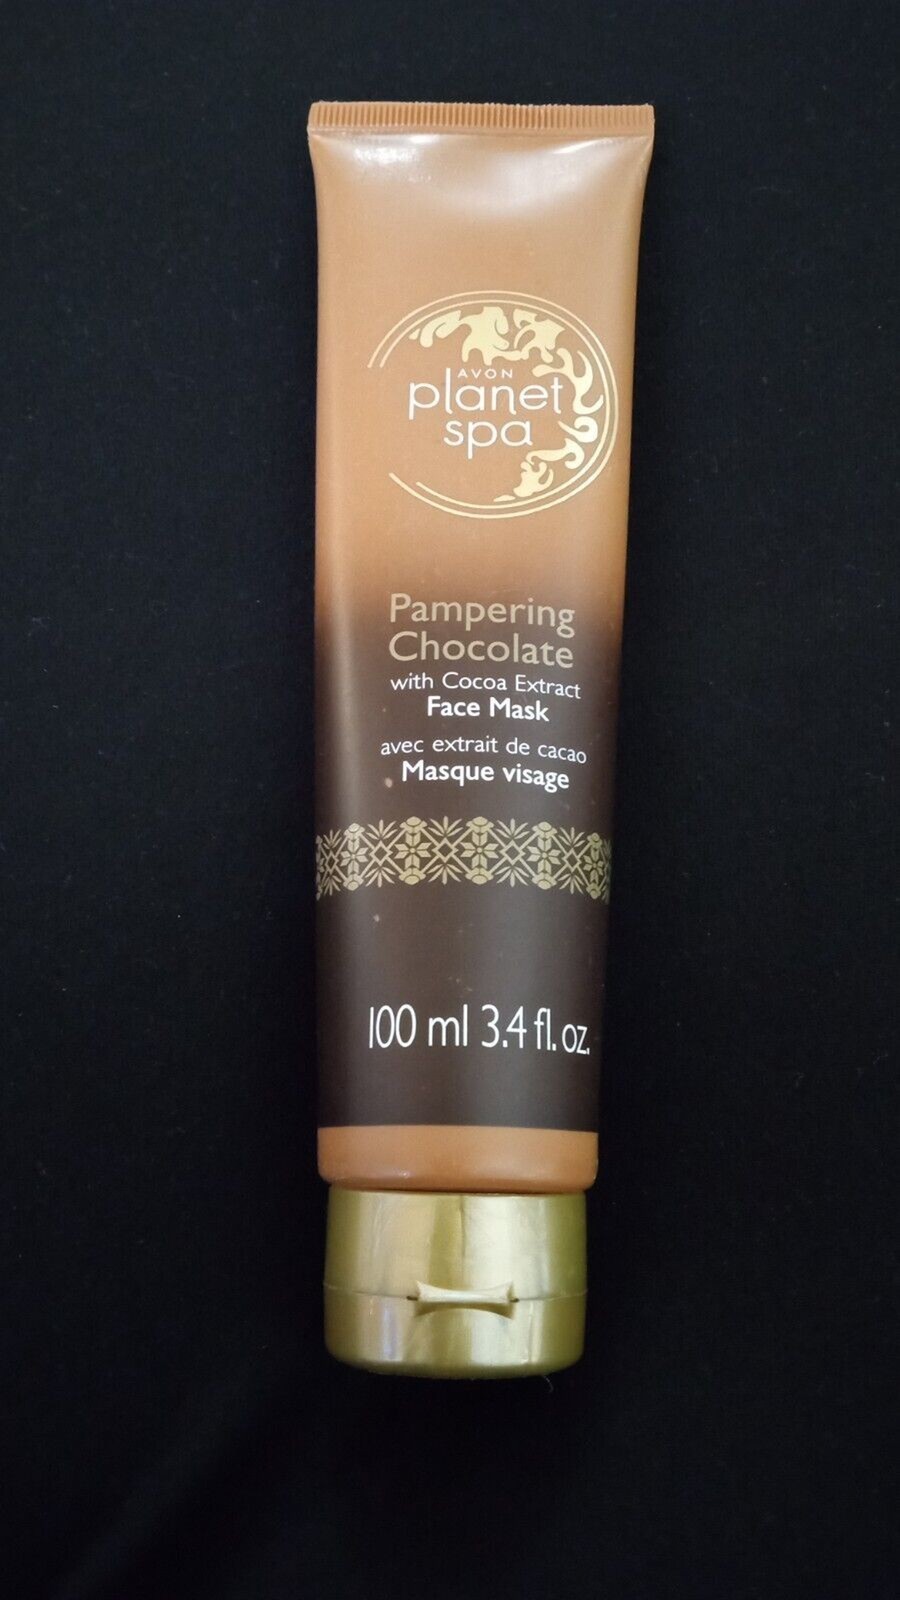 AVON
planet
spa
Pampering
Chocolate
with Cocoa Extract
Face Mask
avec extrait de cacao
Masque visage
100 ml 3.4 fl. oz.